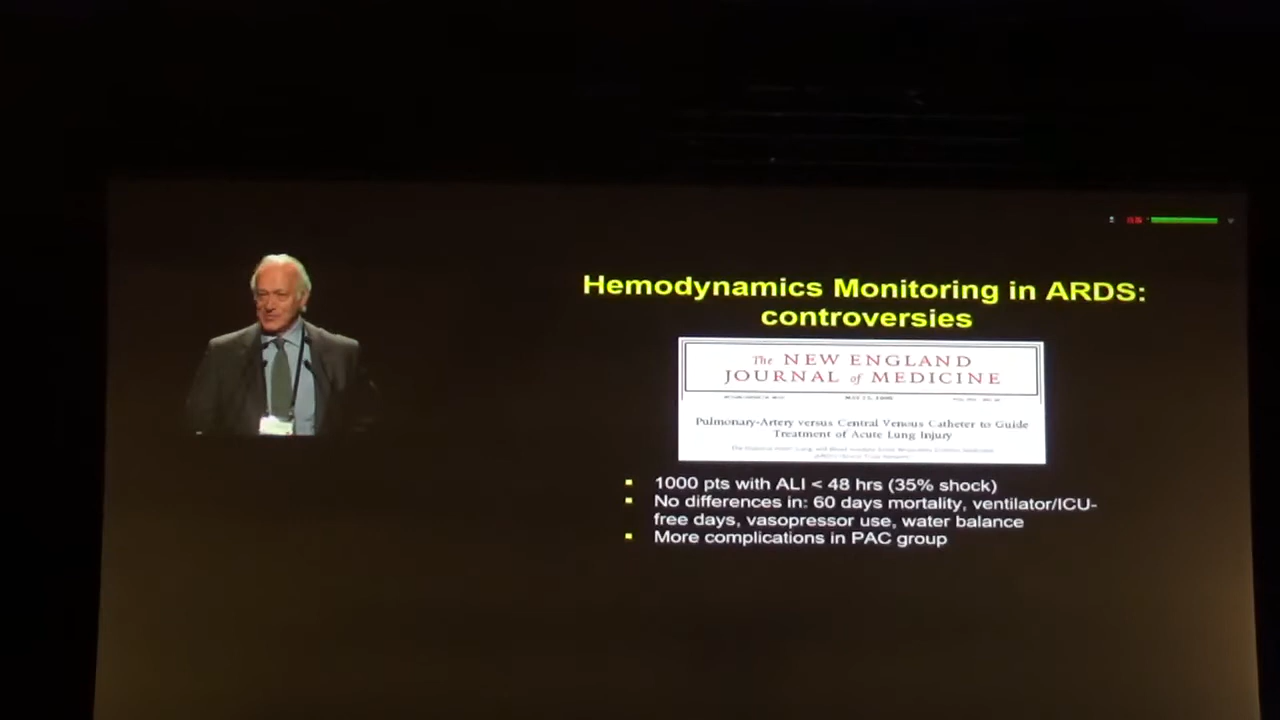 Hemodynamics Monitoring in ARDS:
controversies
The NEW ENGLAND
JOURNAL of MEDICINE
Pulmonary-Artery versus Central Venous Catheter to Guide
Treatment of Acute Lung Injury
▪ 1000 pts with ALI < 48 hrs (35% shock)
▪ No differences in: 60 days mortality, ventilator/ICU-
free days, vasopressor use, water balance
▪ More complications in PAC group